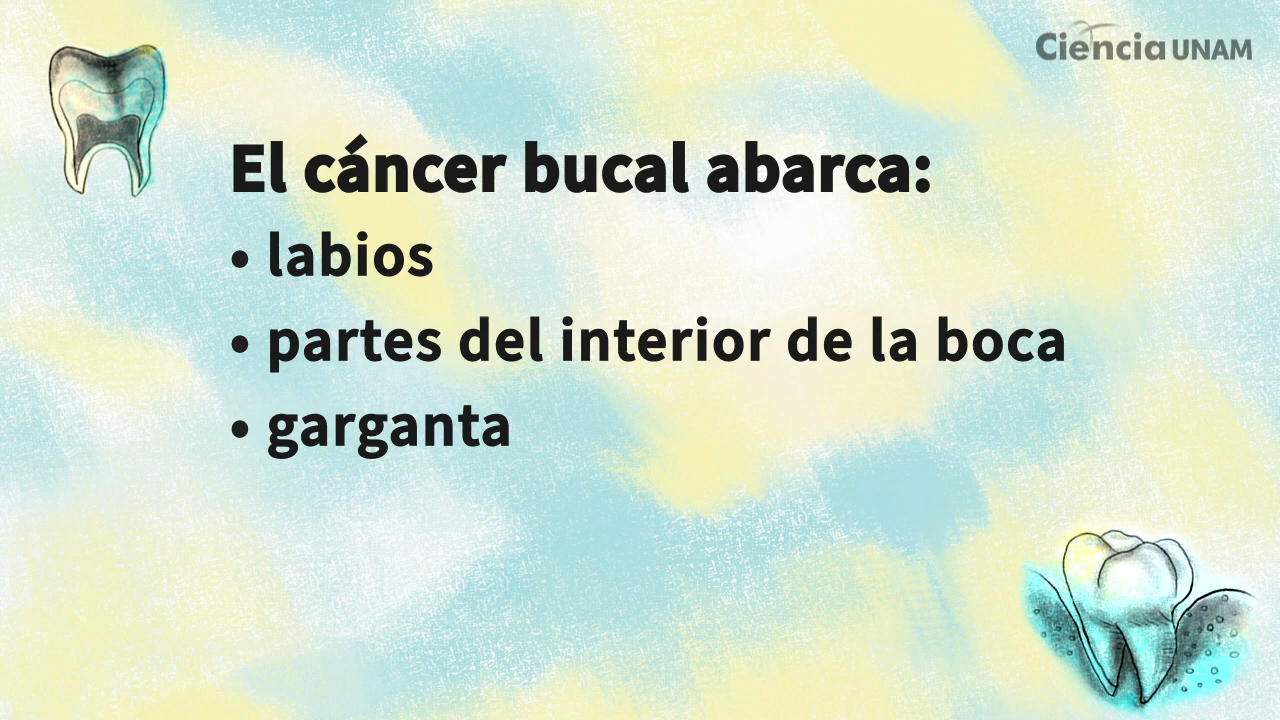 Ciencia UNAM
El cáncer bucal abarca:
• labios
• partes del interior de la boca
• garganta